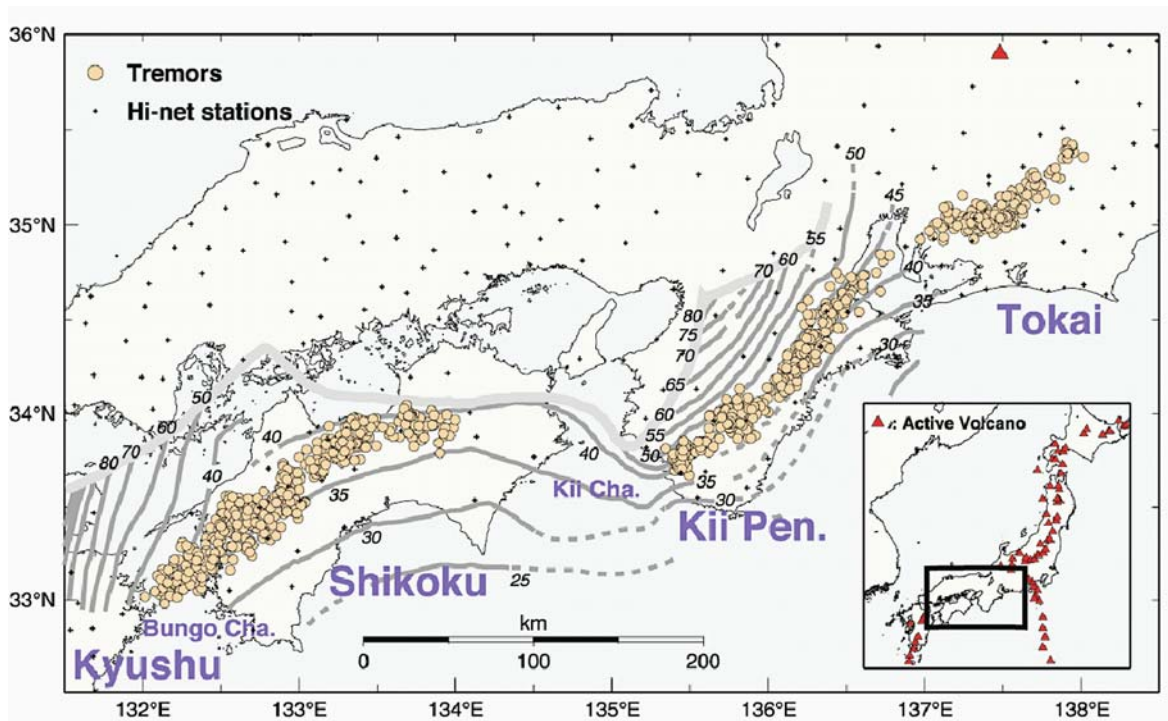 36°N
35°N
34°N
33°N
Tremors
Hi-net stations
50
45
55
60
70
40
80
75
35
70
Tokai
30
65
50
60
60
70
80
40
40
55
50
40
35
30
35
Kii Cha.
Kii Pen.
30
25
Shikoku
Bungo Cha.
Kyushu
km
0 100 200
: Active Volcano
132°E 133°E 134°E 135°E 136°E 137°E 138°E